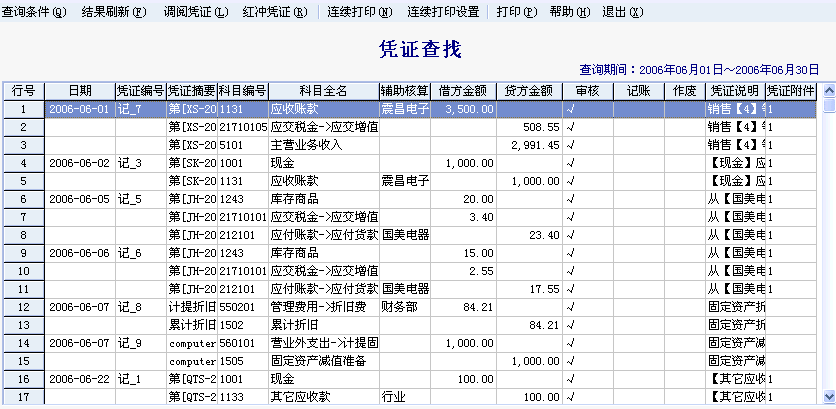 查询条件(Q) 结果刷新(F) 调阅凭证(L) 红冲凭证(R) 连续打印(N) 连续打印设置 打印(P) 帮助(H) 退出(X)
凭证查找
查询期间：2006年06月01日～2006年06月30日
行号 日期 凭证编号 凭证摘要 科目编号 科目全名 辅助核算 借方金额 贷方金额 审核 记账 作废 凭证说明 凭证附件
1 2006-06-01 记_7 第[XS-20 1131 应收账款 震昌电子 3,500.00 √ 销售【4】 1
2 第[XS-20 21710105 应交税金->应交增值 508.55 √ 销售【4】 1
3 第[XS-20 5101 主营业务收入 2,991.45 √ 销售【4】 1
4 2006-06-02 记_3 第[SK-20 1001 现金 1,000.00 √ 【现金】应 1
5 第[SK-20 1131 应收账款 震昌电子 1,000.00 √ 【现金】应 1
6 2006-06-05 记_5 第[JH-20 1243 库存商品 20.00 √ 从【国美电 1
7 第[JH-20 21710101 应交税金->应交增值 3.40 √ 从【国美电 1
8 第[JH-20 212101 应付账款->应付货款 国美电器 23.40 √ 从【国美电 1
9 2006-06-06 记_6 第[JH-20 1243 库存商品 15.00 √ 从【国美电 1
10 第[JH-20 21710101 应交税金->应交增值 2.55 √ 从【国美电 1
11 第[JH-20 212101 应付账款->应付货款 国美电器 17.55 √ 从【国美电 1
12 2006-06-07 记_8 计提折旧 550201 管理费用->折旧费 财务部 84.21 √ 固定资产折
13 累计折旧 1502 累计折旧 84.21 √ 固定资产折
14 2006-06-07 记_9 computer 560101 营业外支出->计提固 1,000.00 √ 固定资产减
15 computer 1505 固定资产减值准备 1,000.00 √ 固定资产减
16 2006-06-22 记_1 第[QTS-2 1001 现金 100.00 √ 【其它应收 1
17 第[QTS-2 1133 其它应收款 行业 100.00 √ 【其它应收 1